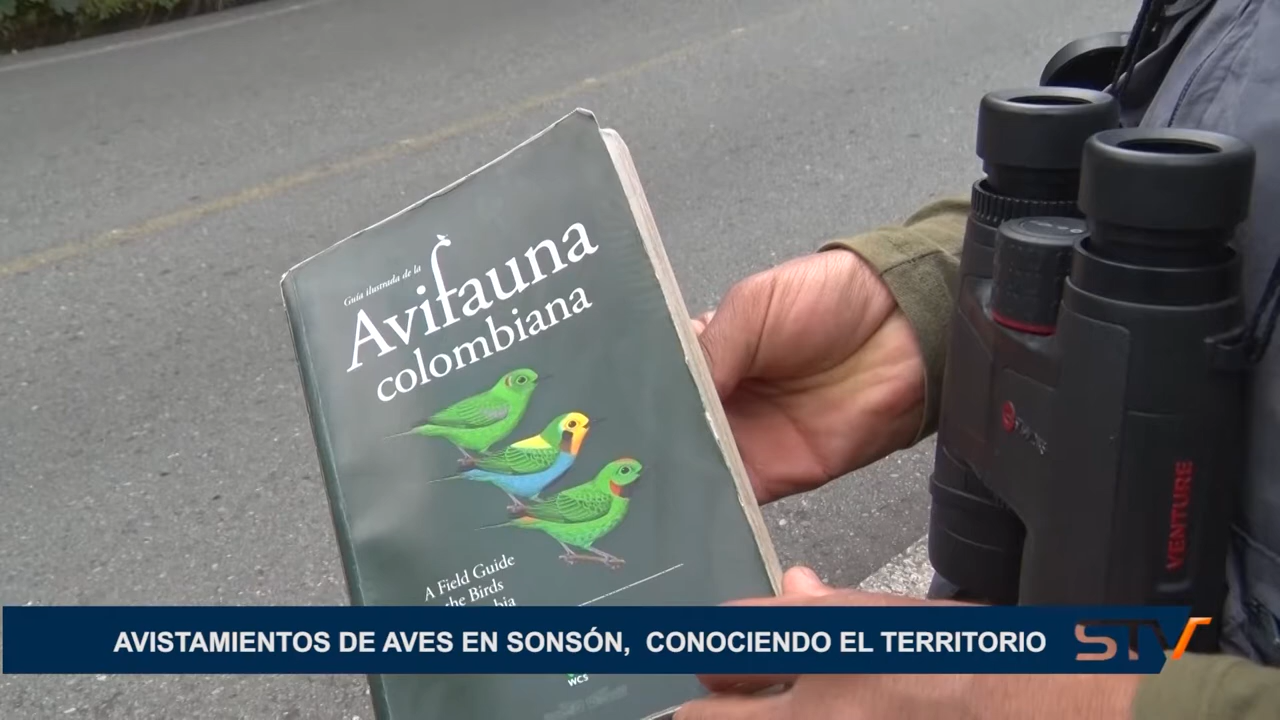 Guía ilustrada de la
Avifauna
colombiana
A Field Guide
the Birds
bia
wcs
VENTURE
AVISTAMIENTOS DE AVES EN SONSÓN, CONOCIENDO EL TERRITORIO
STV